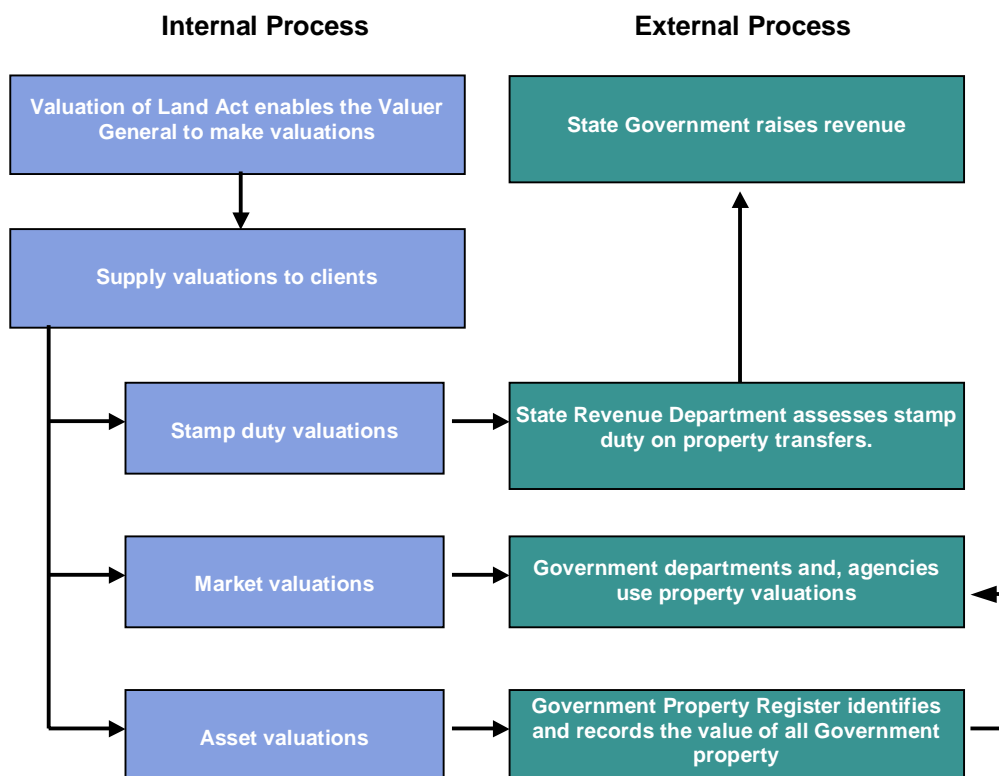 Internal Process
External Process
Valuation of Land Act enables the Valuer
General to make valuations
State Government raises revenue
Supply valuations to clients
Stamp duty valuations
State Revenue Department assesses stamp
duty on property transfers.
Market valuations
Government departments and, agencies
use property valuations
Asset valuations
Government Property Register identifies
and records the value of all Government
property